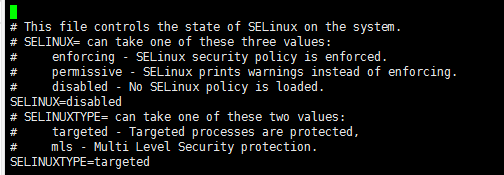 # This file controls the state of SELinux on the system.
# SELINUX= can take one of these three values:
#     enforcing - SELinux security policy is enforced.
#     permissive - SELinux prints warnings instead of enforcing.
#     disabled - No SELinux policy is loaded.
SELINUX=disabled
# SELINUXTYPE= can take one of these two values:
#     targeted - Targeted processes are protected,
#     mls - Multi Level Security protection.
SELINUXTYPE=targeted